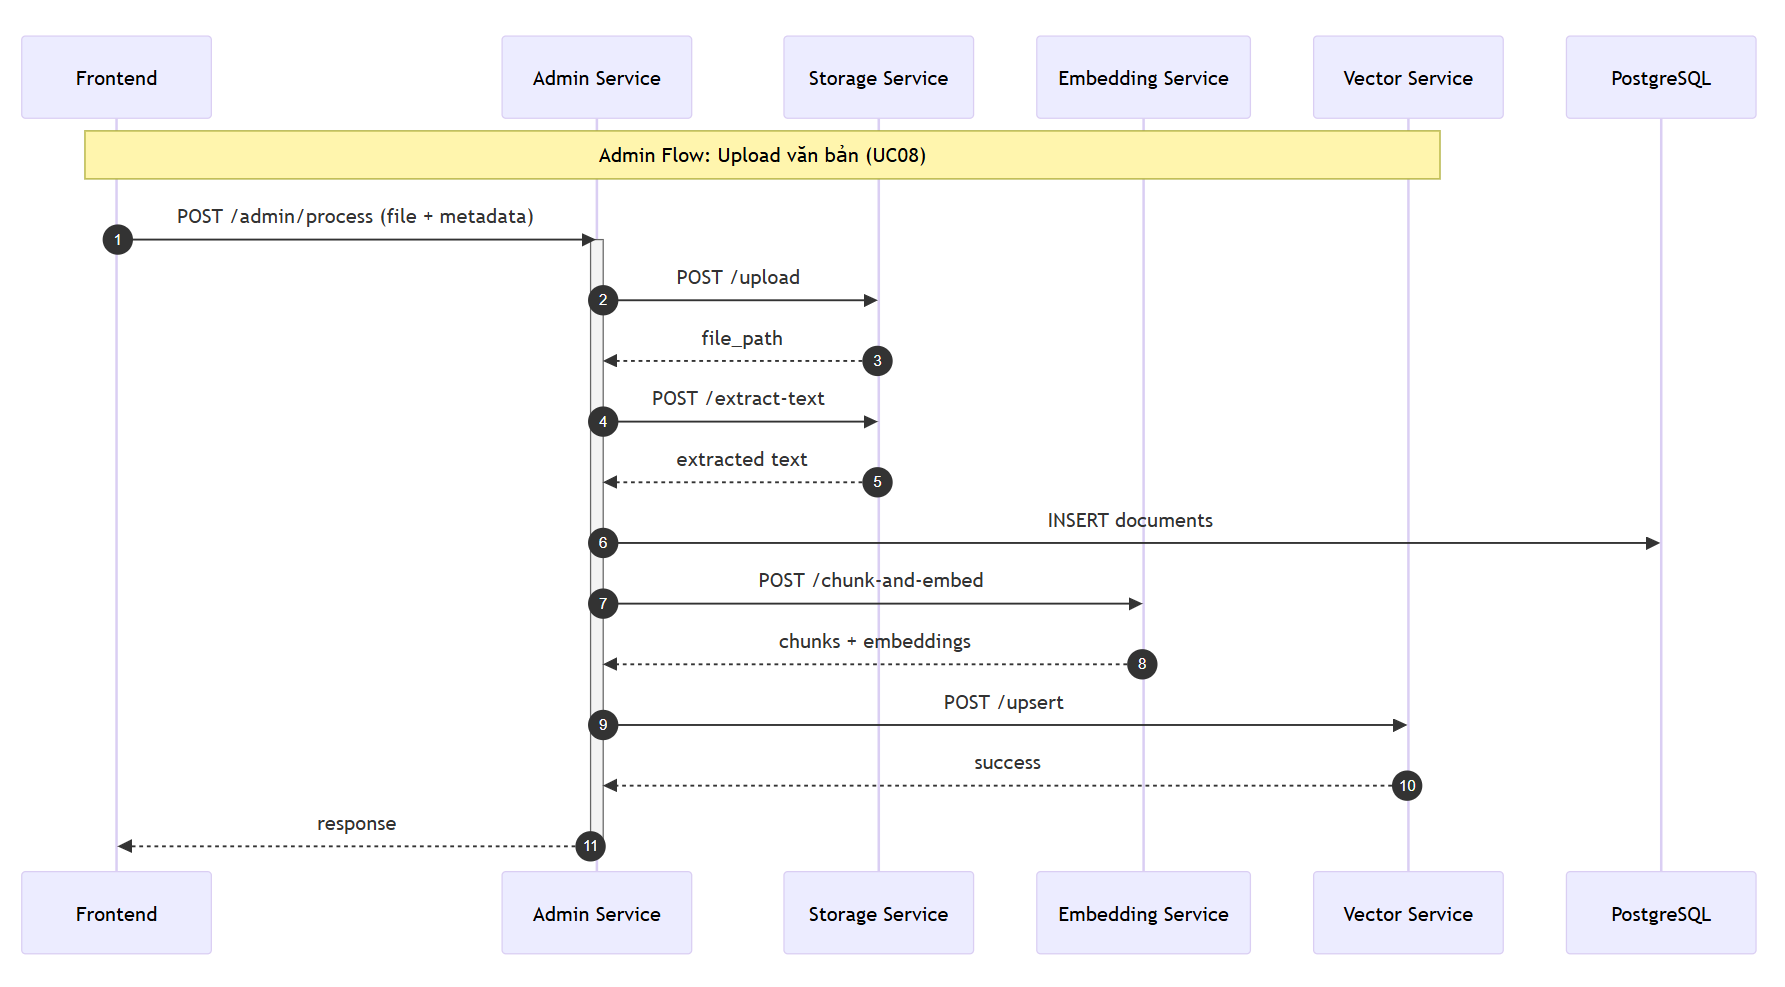 Frontend
Admin Service
Storage Service
Embedding Service
Vector Service
PostgreSQL
Admin Flow: Upload văn bản (UC08)
POST /admin/process (file + metadata)
1
POST /upload
2
file_path
3
POST /extract-text
4
extracted text
5
INSERT documents
6
POST /chunk-and-embed
7
chunks + embeddings
8
POST /upsert
9
success
10
response
11
Frontend
Admin Service
Storage Service
Embedding Service
Vector Service
PostgreSQL